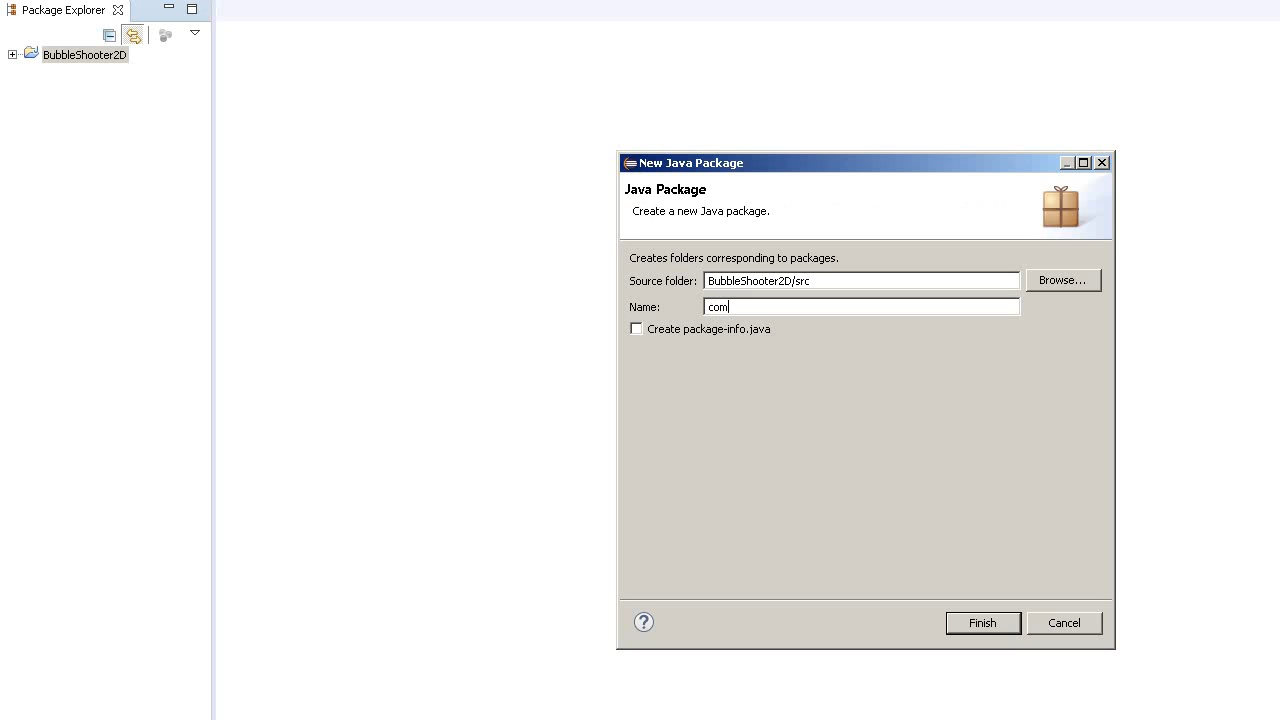 Package Explorer
BubbleShooter2D
New Java Package
Java Package
Create a new Java package.
Creates folders corresponding to packages.
Source folder: BubbleShooter2D/src Browse...
Name: com
Create package-info.java
? Finish Cancel